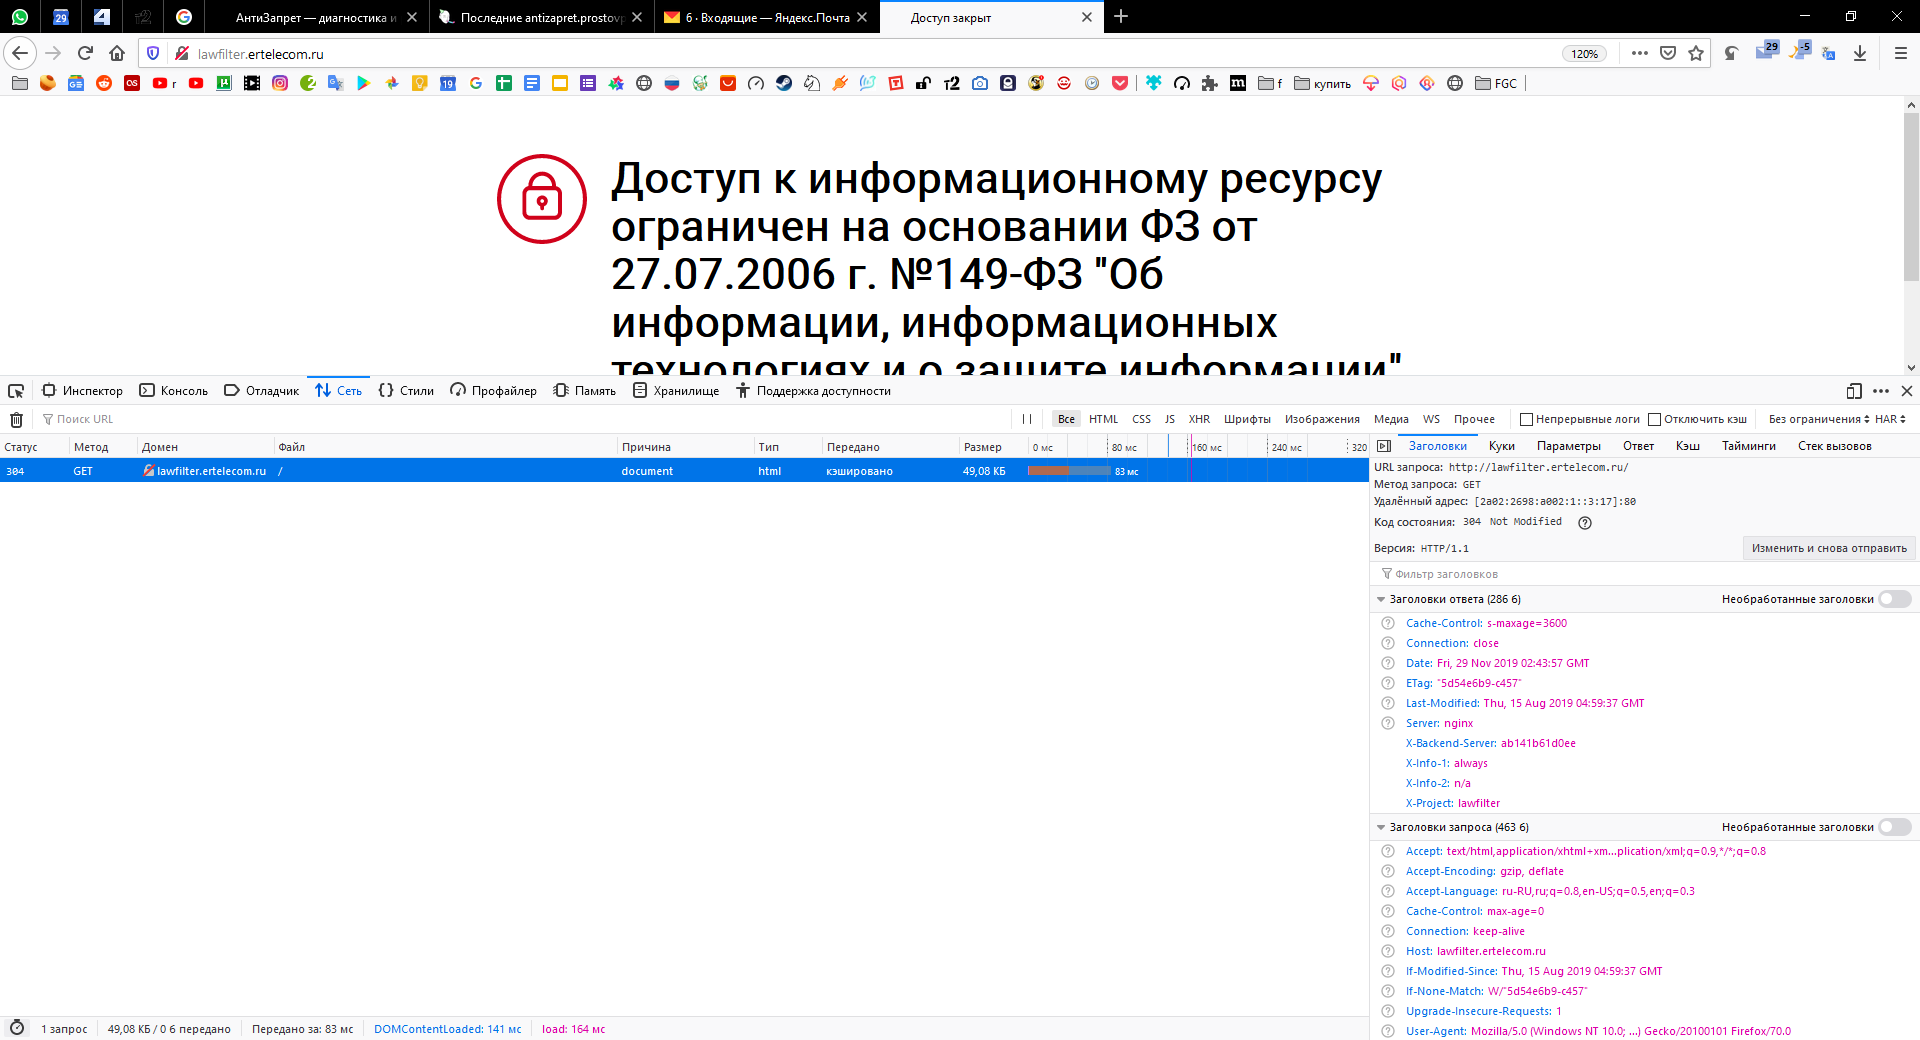 29
АнтиЗапрет — диагностика и
Последние antizapret.prostovp
6 · Входящие — Яндекс.Почта
Доступ закрыт
lawfilter.ertelecom.ru
120%
29
-5
r
19
t2
m
f
купить
FGC
Доступ к информационному ресурсу
ограничен на основании ФЗ от
27.07.2006 г. №149-ФЗ "Об
информации, информационных
технологиях и о защите информации"
Инспектор
Консоль
Отладчик
Сеть
Стили
Профайлер
Память
Хранилище
Поддержка доступности
Поиск URL
Все
HTML
CSS
JS
XHR
Шрифты
Изображения
Медиа
WS
Прочее
Непрерывные логи
Отключить кэш
Без ограничения
HAR
Статус
Метод
Домен
Файл
Причина
Тип
Передано
Размер
0 мс
80 мс
160 мс
240 мс
320
304
GET
lawfilter.ertelecom.ru
/
document
html
кэшировано
49,08 КБ
83 мс
Заголовки
Куки
Параметры
Ответ
Кэш
Тайминги
Стек вызовов
URL запроса: http://lawfilter.ertelecom.ru/
Метод запроса: GET
Удалённый адрес: [2a02:2698:a002:1::3:17]:80
Код состояния: 304 Not Modified
Версия: HTTP/1.1
Изменить и снова отправить
Фильтр заголовков
Заголовки ответа (286 б)
Необработанные заголовки
Cache-Control: s-maxage=3600
Connection: close
Date: Fri, 29 Nov 2019 02:43:57 GMT
ETag: "5d54e6b9-c457"
Last-Modified: Thu, 15 Aug 2019 04:59:37 GMT
Server: nginx
X-Backend-Server: ab141b61d0ee
X-Info-1: always
X-Info-2: n/a
X-Project: lawfilter
Заголовки запроса (463 б)
Необработанные заголовки
Accept: text/html,application/xhtml+xm...plication/xml;q=0.9,*/*;q=0.8
Accept-Encoding: gzip, deflate
Accept-Language: ru-RU,ru;q=0.8,en-US;q=0.5,en;q=0.3
Cache-Control: max-age=0
Connection: keep-alive
Host: lawfilter.ertelecom.ru
If-Modified-Since: Thu, 15 Aug 2019 04:59:37 GMT
If-None-Match: W/"5d54e6b9-c457"
Upgrade-Insecure-Requests: 1
User-Agent: Mozilla/5.0 (Windows NT 10.0; ...) Gecko/20100101 Firefox/70.0
1 запрос
49,08 КБ / 0 б передано
Передано за: 83 мс
DOMContentLoaded: 141 мс
load: 164 мс